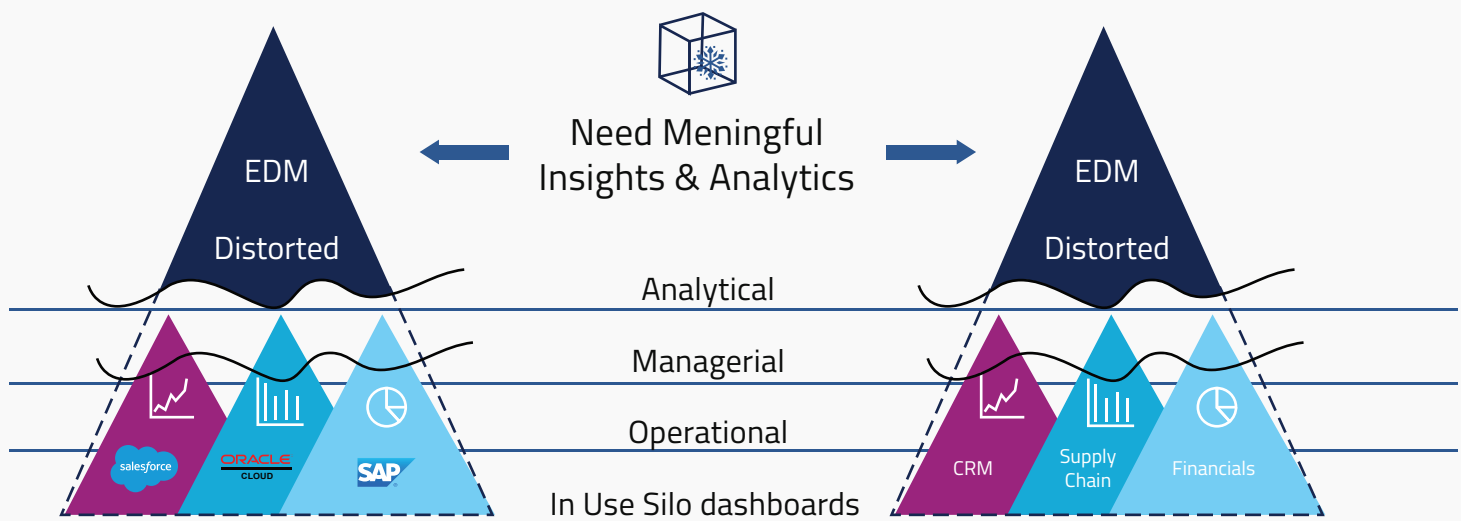 Need Meningful
Insights & Analytics
EDM
Distorted
EDM
Distorted
Analytical
Managerial
Operational
salesforce
ORACLE
CLOUD
SAP
CRM
Supply
Chain
Financials
In Use Silo dashboards